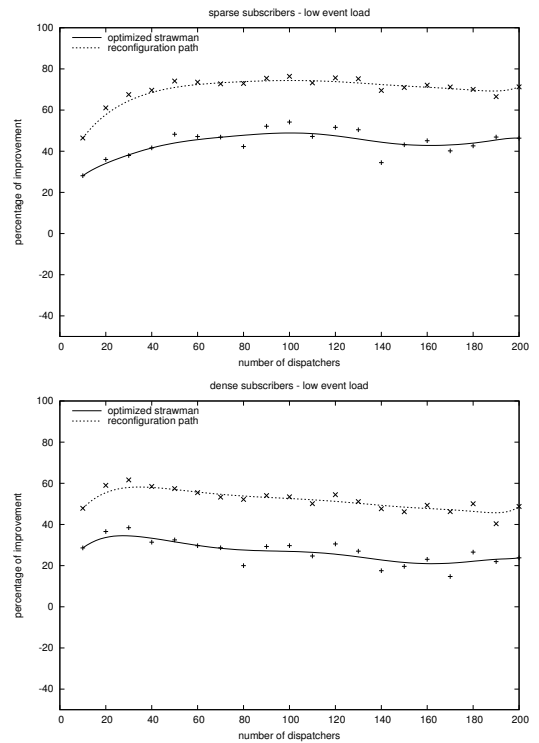 sparse subscribers - low event load
100
optimized strawman
reconfiguration path
80
60
40
20
0
-20
-40
percentage of improvement
0 20 40 60 80 100 120 140 160 180 200
number of dispatchers
dense subscribers - low event load
100
optimized strawman
reconfiguration path
80
60
40
20
0
-20
-40
percentage of improvement
0 20 40 60 80 100 120 140 160 180 200
number of dispatchers